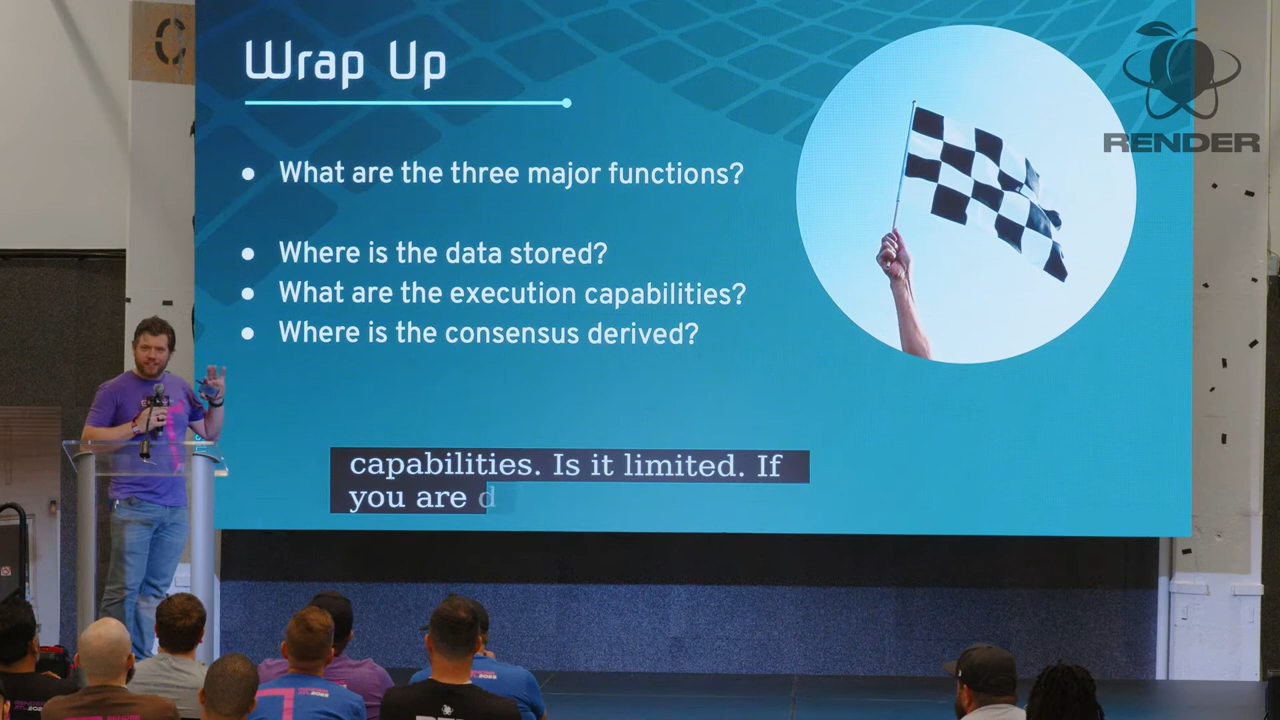 Wrap Up
RENDER
● What are the three major functions?
● Where is the data stored?
● What are the execution capabilities?
● Where is the consensus derived?
capabilities. Is it limited. If
you are d